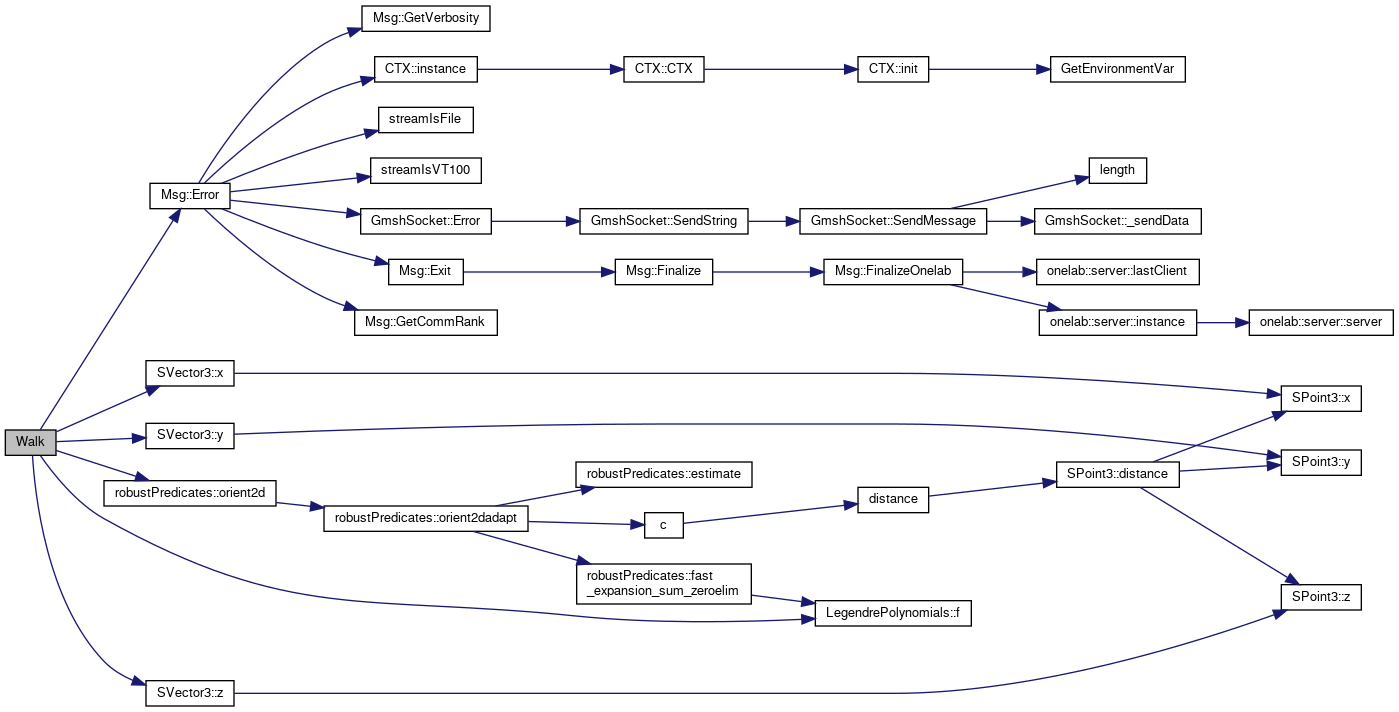 Msg::GetVerbosity
CTX::instance
CTX::CTX
CTX::init
GetEnvironmentVar
streamIsFile
streamIsVT100
length
Msg::Error
GmshSocket::Error
GmshSocket::SendString
GmshSocket::SendMessage
GmshSocket::_sendData
Msg::Exit
Msg::Finalize
Msg::FinalizeOnelab
onelab::server::lastClient
Msg::GetCommRank
onelab::server::instance
onelab::server::server
SVector3::x
SPoint3::x
Walk
SVector3::y
SPoint3::y
robustPredicates::estimate
SPoint3::distance
robustPredicates::orient2d
distance
robustPredicates::orient2dadapt
c
robustPredicates::fast
_expansion_sum_zeroelim
SPoint3::z
LegendrePolynomials::f
SVector3::z